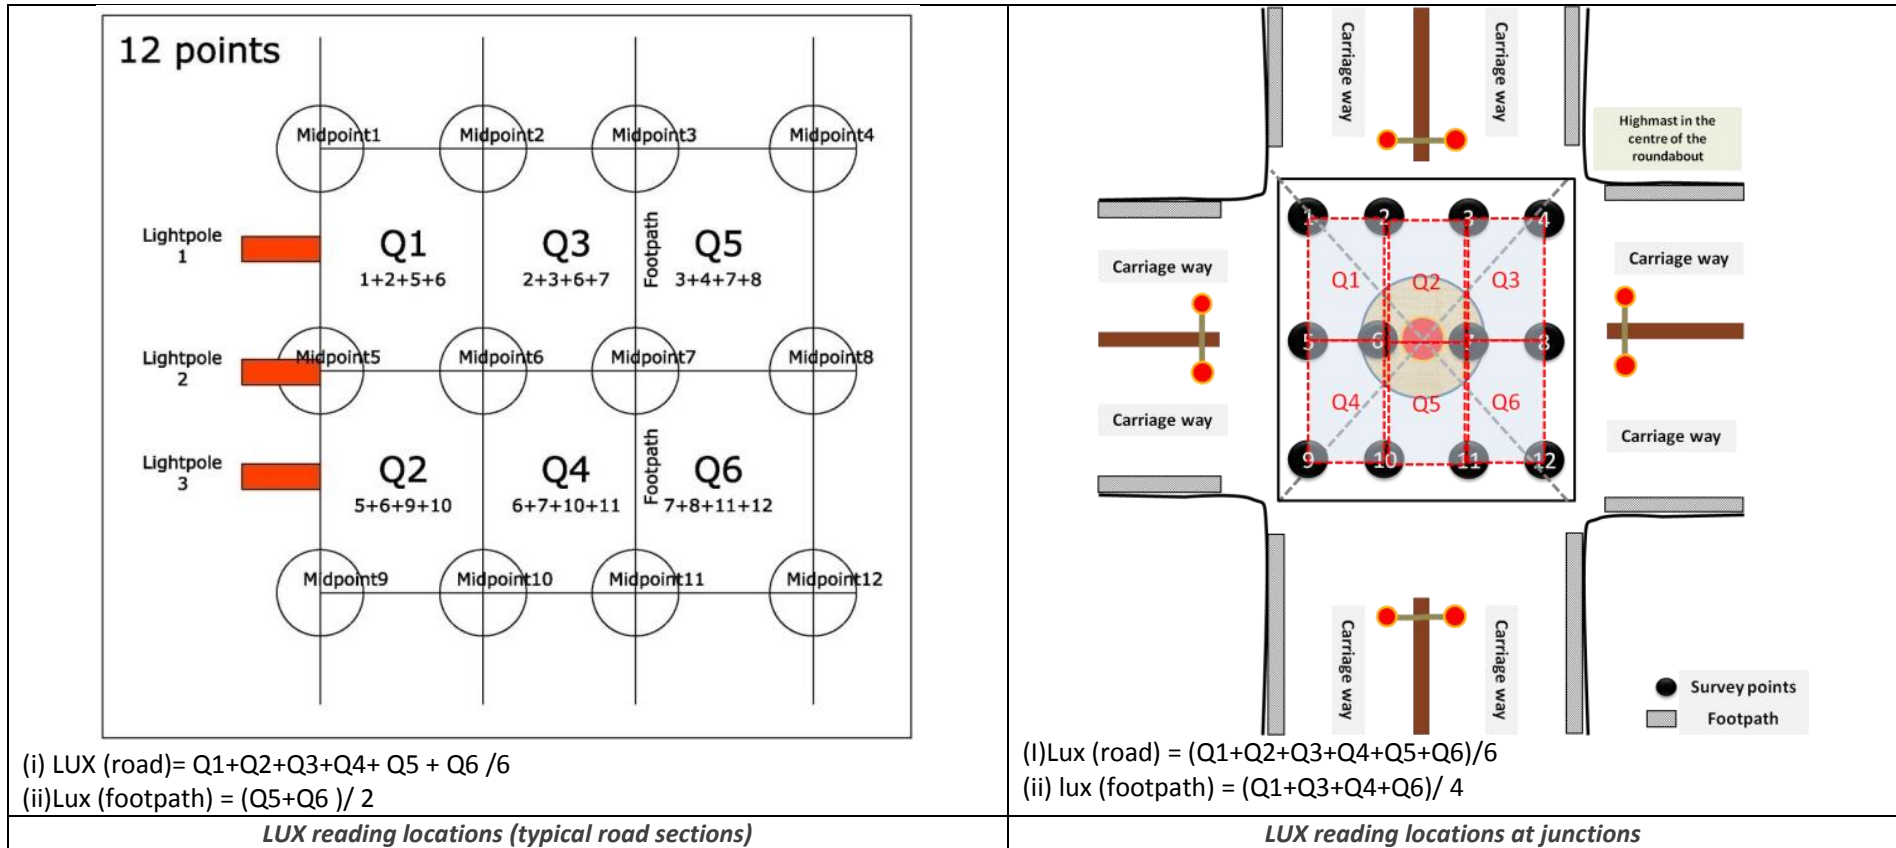 12 points
Midpoint1
Midpoint2
Midpoint3
Midpoint4
Lightpole
1
Q1
1+2+5+6
Q3
2+3+6+7
Footpath
Q5
3+4+7+8
Lightpole
2
Midpoint5
Midpoint6
Midpoint7
Midpoint8
Lightpole
3
Q2
5+6+9+10
Q4
6+7+10+11
Footpath
Q6
7+8+11+12
Midpoint9
Midpoint10
Midpoint11
Midpoint12
(i) LUX (road)= Q1+Q2+Q3+Q4+ Q5 + Q6 /6
(ii)Lux (footpath) = (Q5+Q6 )/ 2
LUX reading locations (typical road sections)
Carriage way
Carriage way
Highmast in the
centre of the
roundabout
1
2
3
4
Carriage way
Carriage way
Q1
Q2
Q3
5
6
7
8
Q4
Q5
Q6
Carriage way
Carriage way
9
10
11
12
Carriage way
Carriage way
Survey points
Footpath
(I)Lux (road) = (Q1+Q2+Q3+Q4+Q5+Q6)/6
(ii) lux (footpath) = (Q1+Q3+Q4+Q6)/ 4
LUX reading locations at junctions